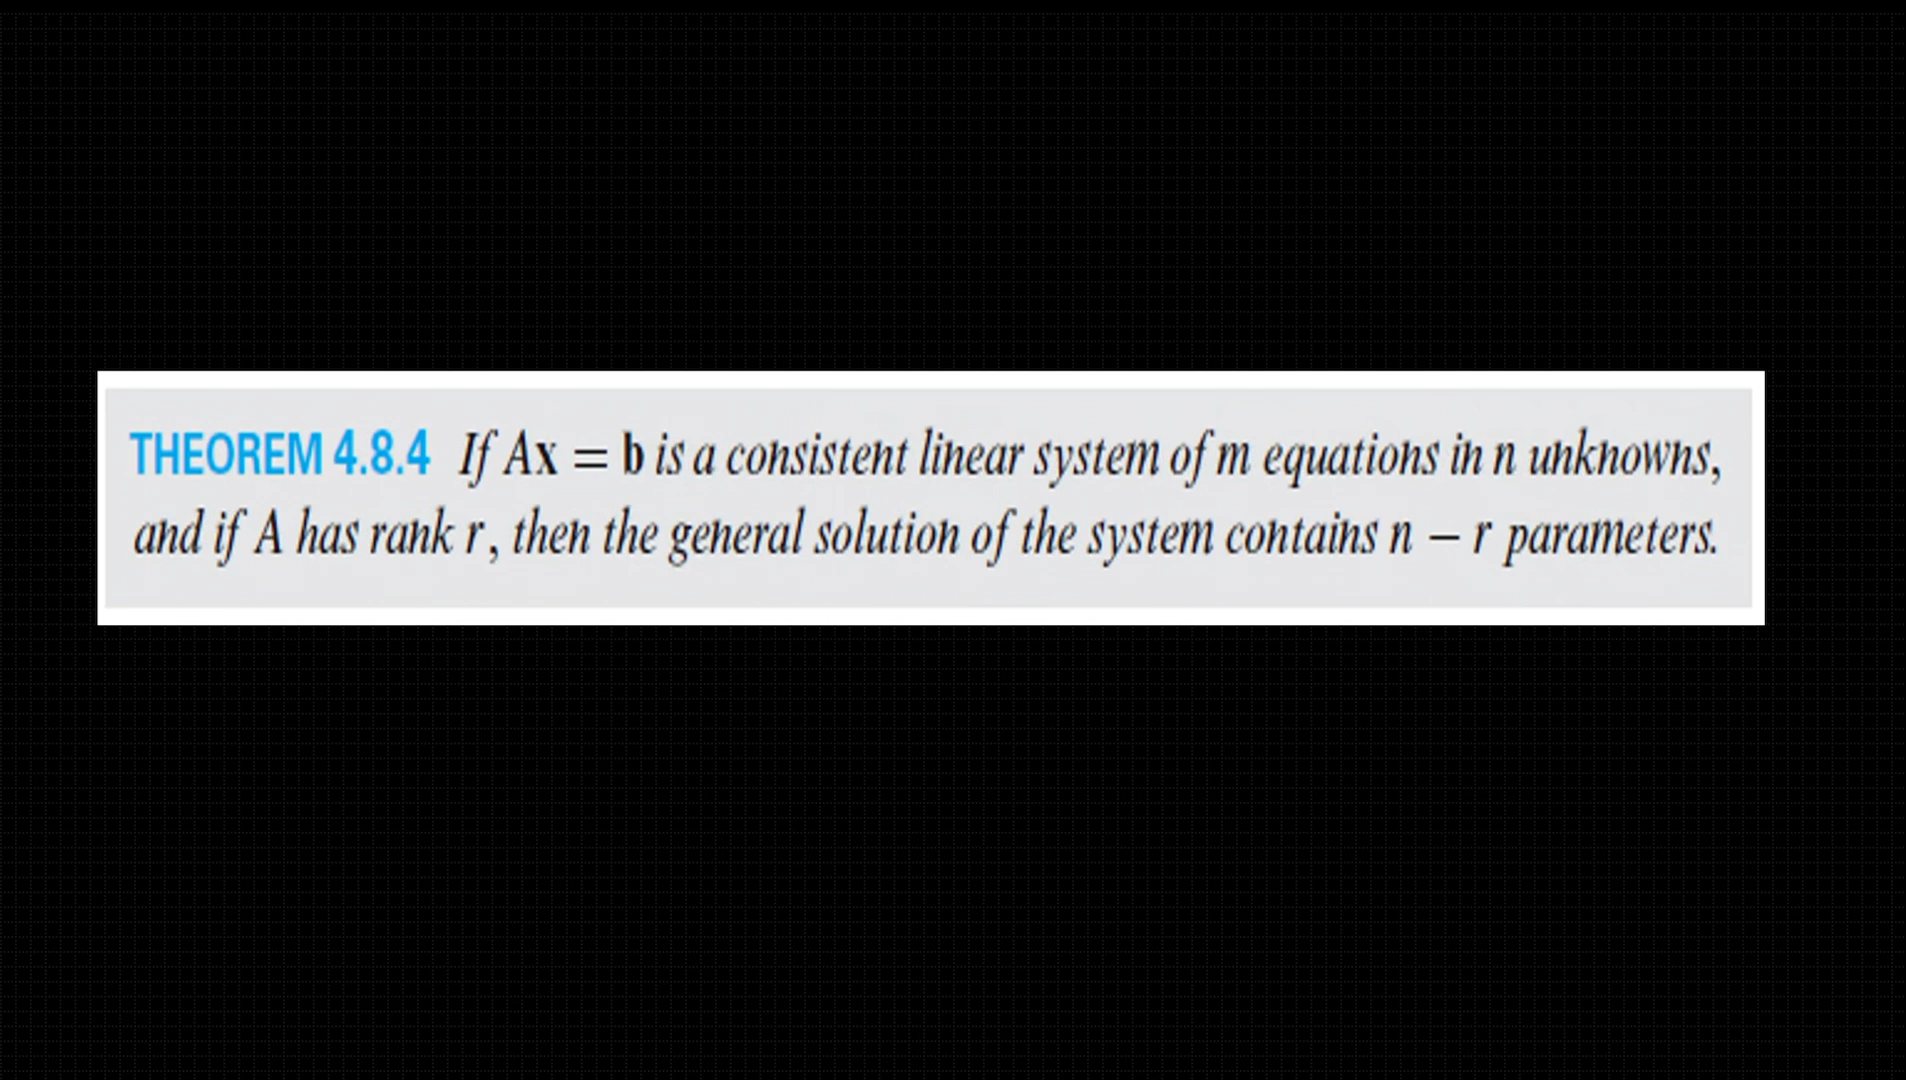 THEOREM 4.8.4 If Ax = b is a consistent linear system of m equations in n unknowns,
and if A has rank r, then the general solution of the system contains n − r parameters.